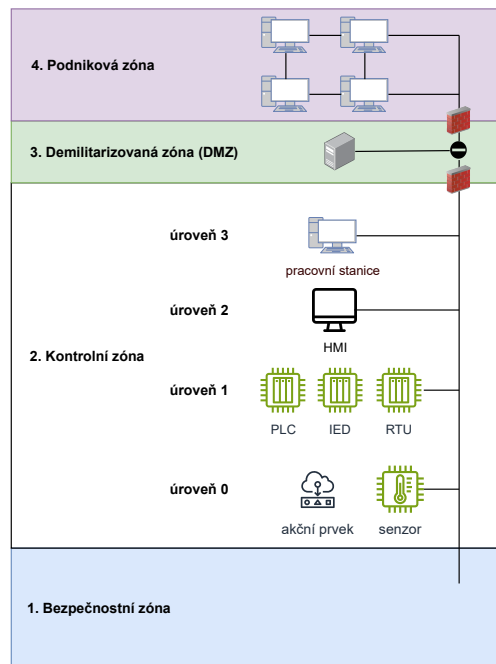 4. Podniková zóna
3. Demilitarizovaná zóna (DMZ)
úroveň 3
pracovní stanice
úroveň 2
HMI
2. Kontrolní zóna
úroveň 1
PLC IED RTU
úroveň 0
akční prvek senzor
1. Bezpečnostní zóna